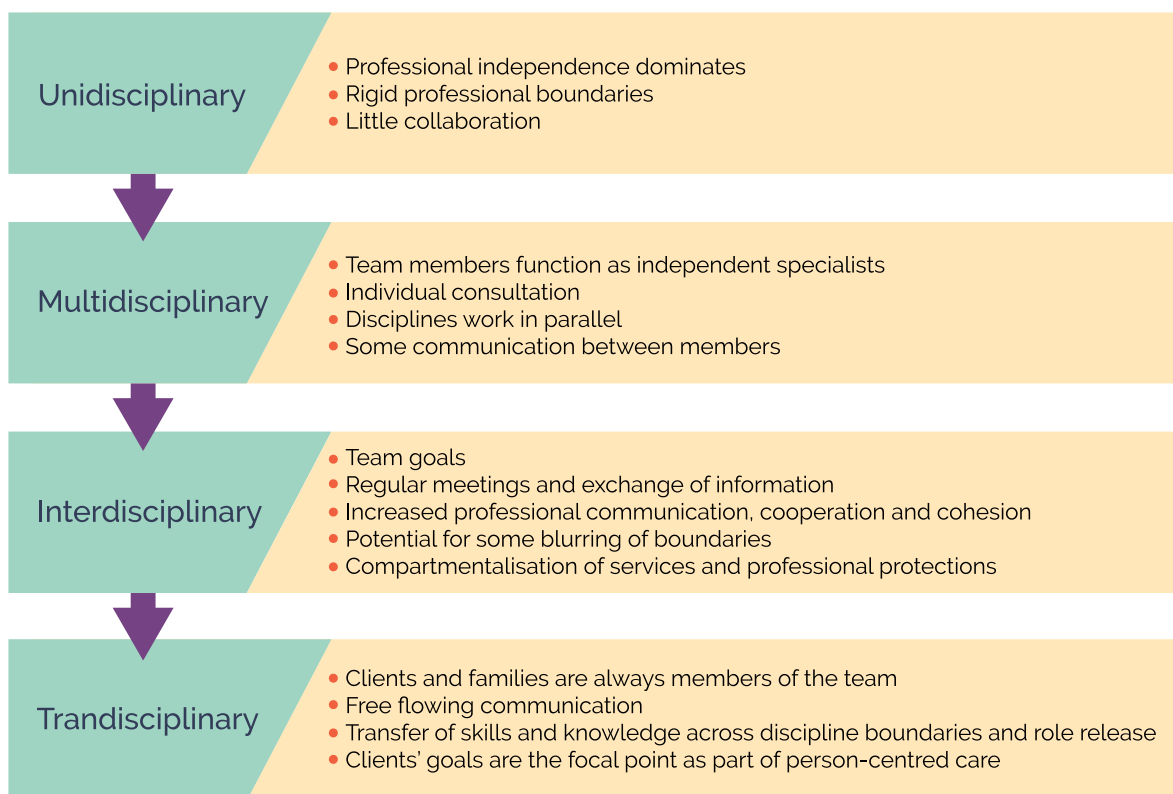 Unidisciplinary
• Professional independence dominates
• Rigid professional boundaries
• Little collaboration
Multidisciplinary
• Team members function as independent specialists
• Individual consultation
• Disciplines work in parallel
• Some communication between members
Interdisciplinary
• Team goals
• Regular meetings and exchange of information
• Increased professional communication, cooperation and cohesion
• Potential for some blurring of boundaries
• Compartmentalisation of services and professional protections
Trandisciplinary
• Clients and families are always members of the team
• Free flowing communication
• Transfer of skills and knowledge across discipline boundaries and role release
• Clients’ goals are the focal point as part of person-centred care